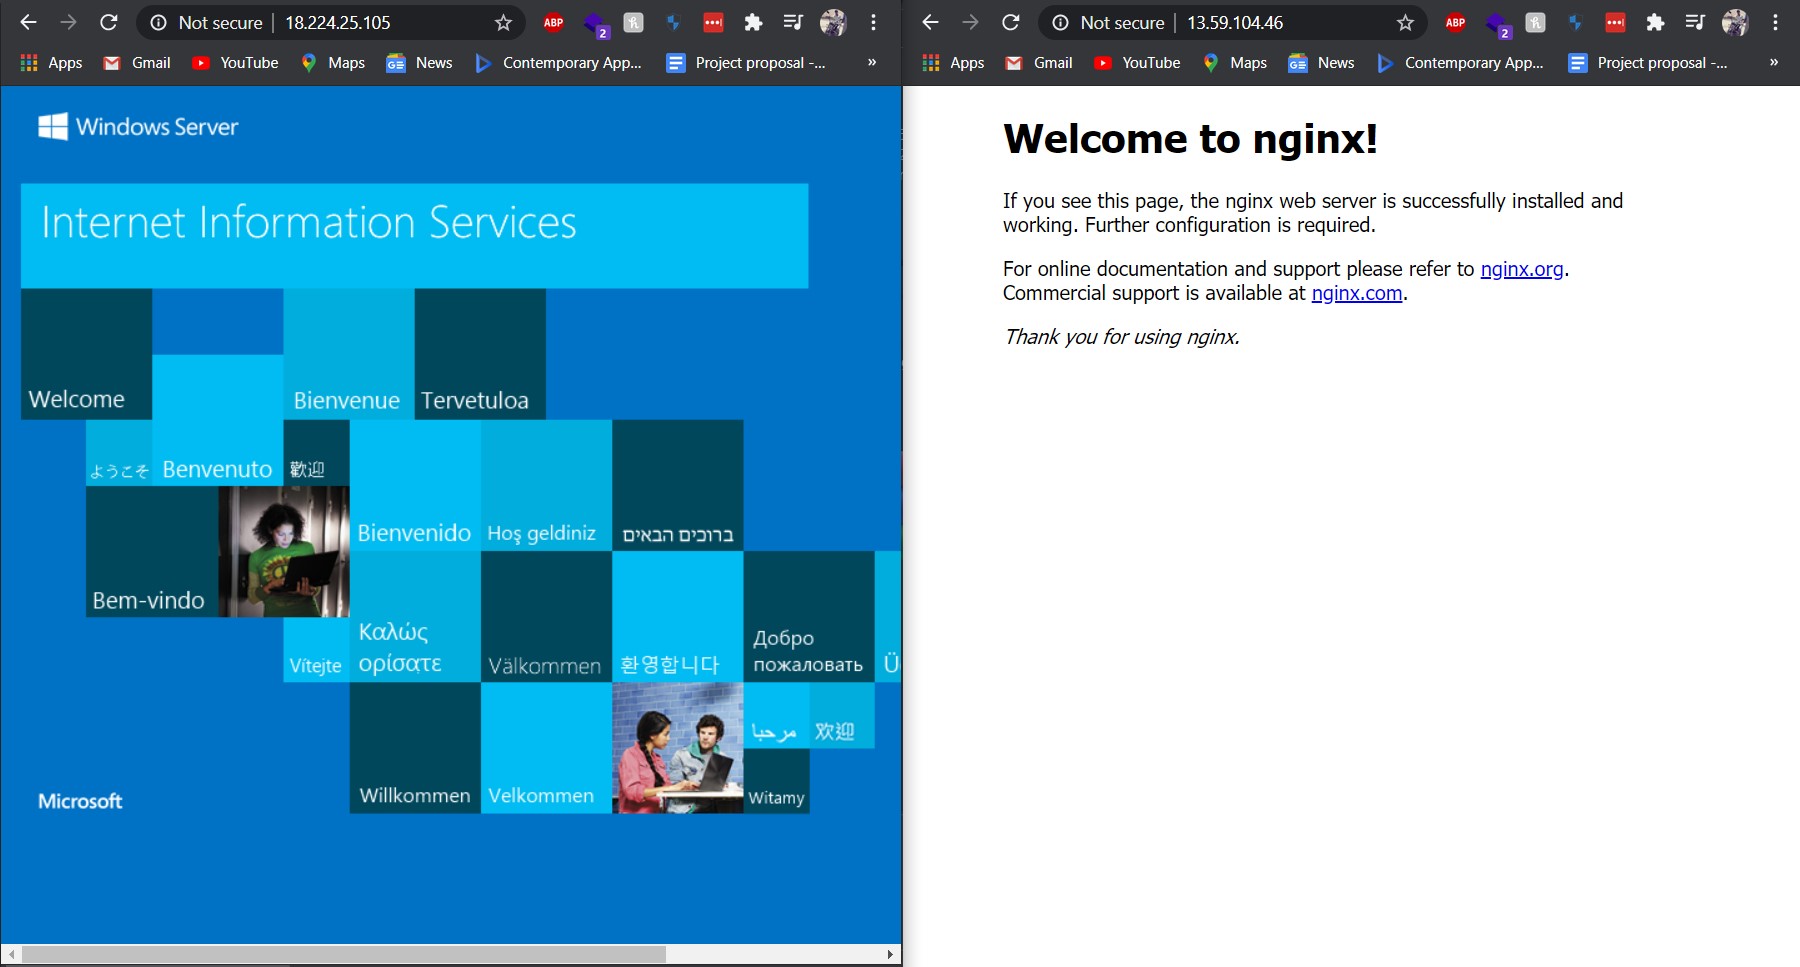 Not secure | 18.224.25.105
ABP
2
Apps
Gmail
YouTube
Maps
GE
News
Contemporary App...
Project proposal -...
»
Windows Server
Internet Information Services
Welcome
Bienvenue
Tervetuloa
ようこそ
Benvenuto
歡迎
Bienvenido
Hoş geldiniz
ברוכים הבאים
Bem-vindo
Vítejte
Καλώς
ορίσατε
Välkommen
환영합니다
Добро
пожаловать
Ü
Willkommen
Velkommen
مرحبا
欢迎
Witamy
Microsoft
Not secure | 13.59.104.46
ABP
2
Apps
Gmail
YouTube
Maps
GE
News
Contemporary App...
Project proposal -...
»
Welcome to nginx!
If you see this page, the nginx web server is successfully installed and
working. Further configuration is required.
For online documentation and support please refer to nginx.org.
Commercial support is available at nginx.com.
Thank you for using nginx.